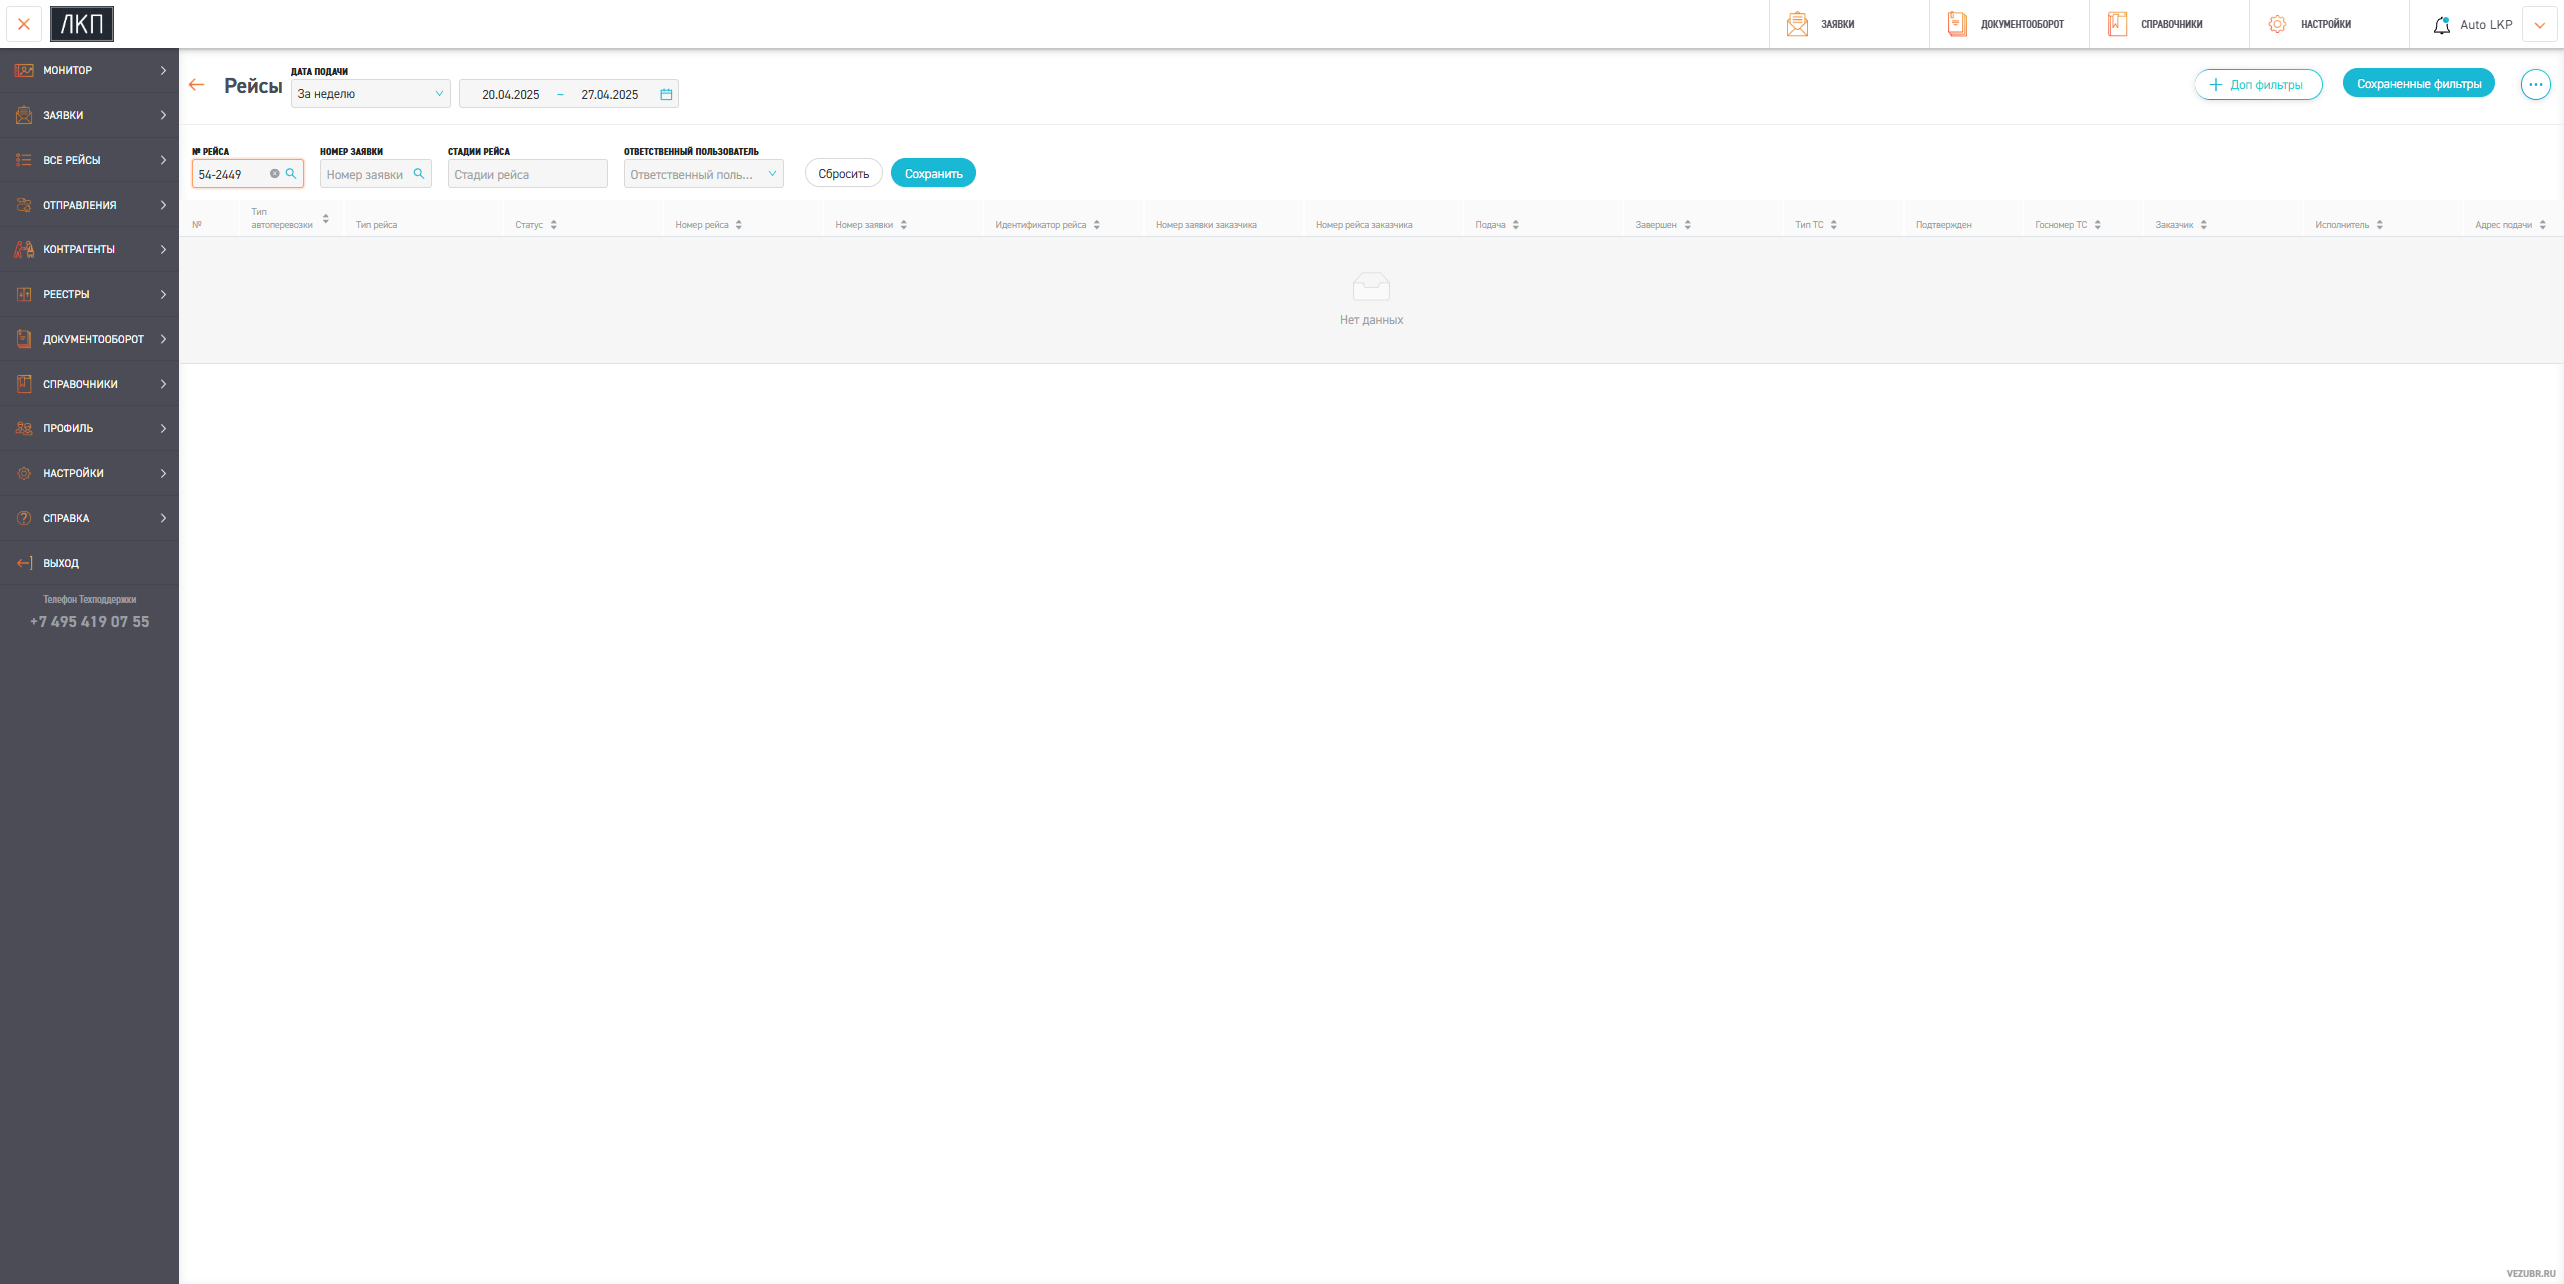 ЛКП
ЗАЯВКИ
ДОКУМЕНТООБОРОТ
СПРАВОЧНИКИ
НАСТРОЙКИ
Auto LKP
МОНИТОР
ЗАЯВКИ
ВСЕ РЕЙСЫ
ОТПРАВЛЕНИЯ
КОНТРАГЕНТЫ
РЕЕСТРЫ
ДОКУМЕНТООБОРОТ
СПРАВОЧНИКИ
ПРОФИЛЬ
НАСТРОЙКИ
СПРАВКА
ВЫХОД
Телефон Техподдержки
+7 495 419 07 55
Рейсы
ДАТА ПОДАЧИ
За неделю
20.04.2025 – 27.04.2025
Доп фильтры
Сохраненные фильтры
№ РЕЙСА
54-2449
НОМЕР ЗАЯВКИ
Номер заявки
СТАДИИ РЕЙСА
Стадии рейса
ОТВЕТСТВЕННЫЙ ПОЛЬЗОВАТЕЛЬ
Ответственный поль...
Сбросить
Сохранить
№
Тип
автоперевозки
Тип рейса
Статус
Номер рейса
Номер заявки
Идентификатор рейса
Номер заявки заказчика
Номер рейса заказчика
Подача
Завершен
Тип ТС
Подтвержден
Госномер ТС
Заказчик
Исполнитель
Адрес подачи
Нет данных
VEZUBR.RU